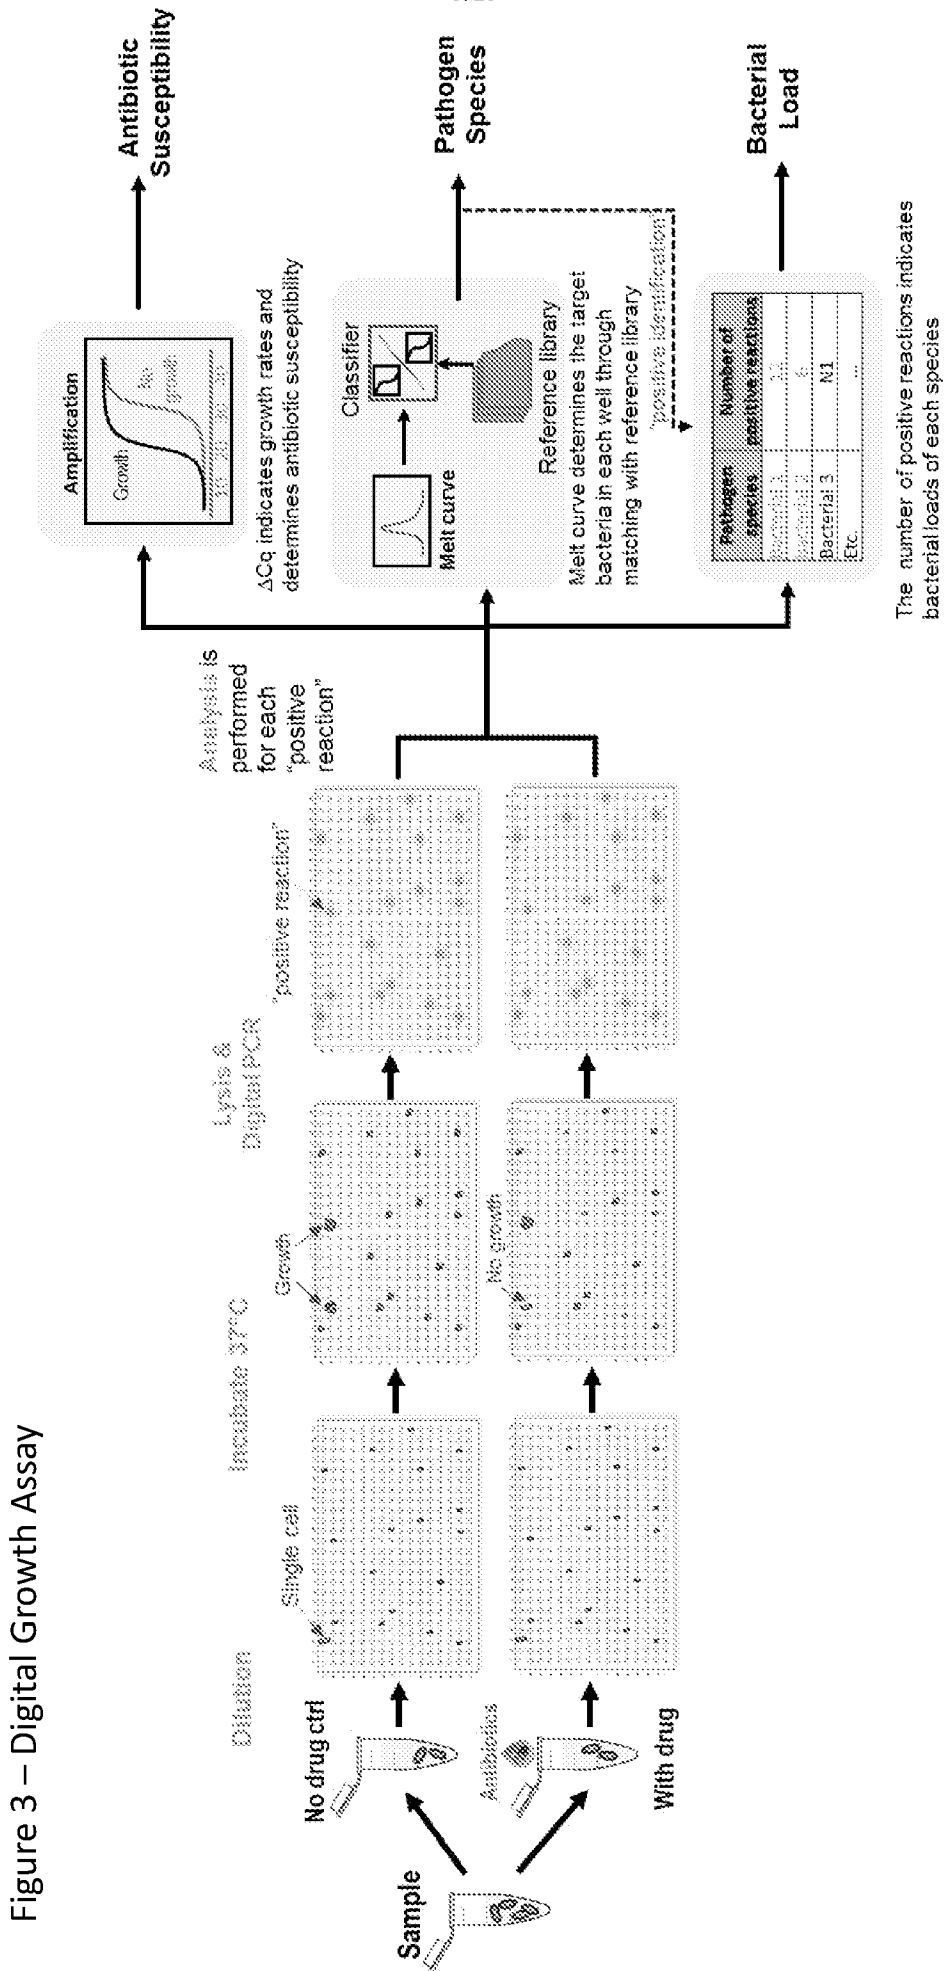 Figure 3 – Digital Growth Assay
Sample
No drug ctrl
Antibiotics
With drug
Dilution
Single cell
Incubate 37°C
Growth
No growth
Lysis &
Digital PCR
"positive reaction"
Analysis is
performed
for each
"positive
reaction"
Amplification
Growth
No
growth
ΔCq indicates growth rates and
determines antibiotic susceptibility
Antibiotic
Susceptibility
Classifier
Melt curve
Reference library
Melt curve determines the target
bacteria in each well through
matching with reference library
Pathogen
Species
"positive identification"
Pathogen
species
Number of
positive reactions
Bacterial 1
Bacterial 2
Bacterial 3
N1
Etc.
...
Bacterial
Load
The number of positive reactions indicates
bacterial loads of each species